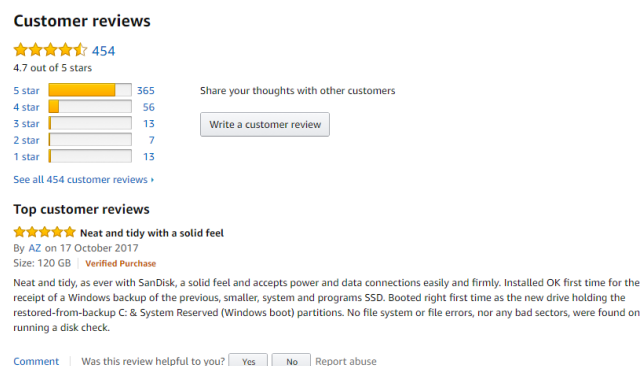 Customer reviews
454
4.7 out of 5 stars
5 star 365
4 star 56
3 star 13
2 star 7
1 star 13
Share your thoughts with other customers
Write a customer review
See all 454 customer reviews
Top customer reviews
Neat and tidy with a solid feel
By AZ on 17 October 2017
Size: 120 GB | Verified Purchase
Neat and tidy, as ever with SanDisk, a solid feel and accepts power and data connections easily and firmly. Installed OK first time for the
receipt of a Windows backup of the previous, smaller, system and programs SSD. Booted right first time as the new drive holding the
restored-from-backup C: & System Reserved (Windows boot) partitions. No file system or file errors, nor any bad sectors, were found on
running a disk check.
Comment | Was this review helpful to you? Yes No Report abuse